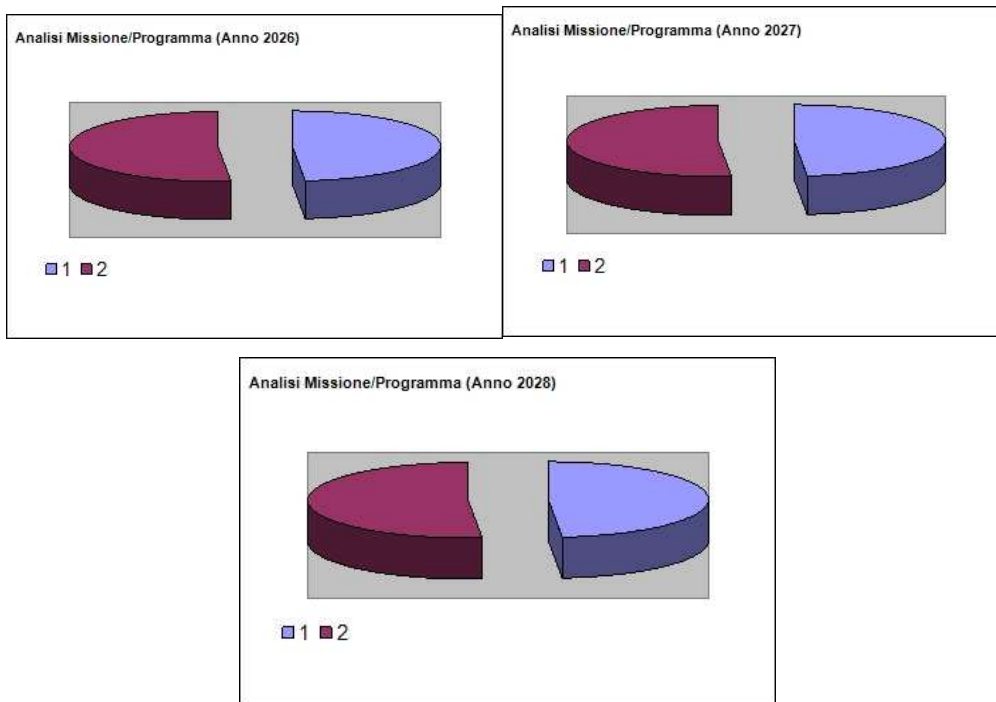 Analisi Missione/Programma (Anno 2026)
1 2
Analisi Missione/Programma (Anno 2027)
1 2
Analisi Missione/Programma (Anno 2028)
1 2